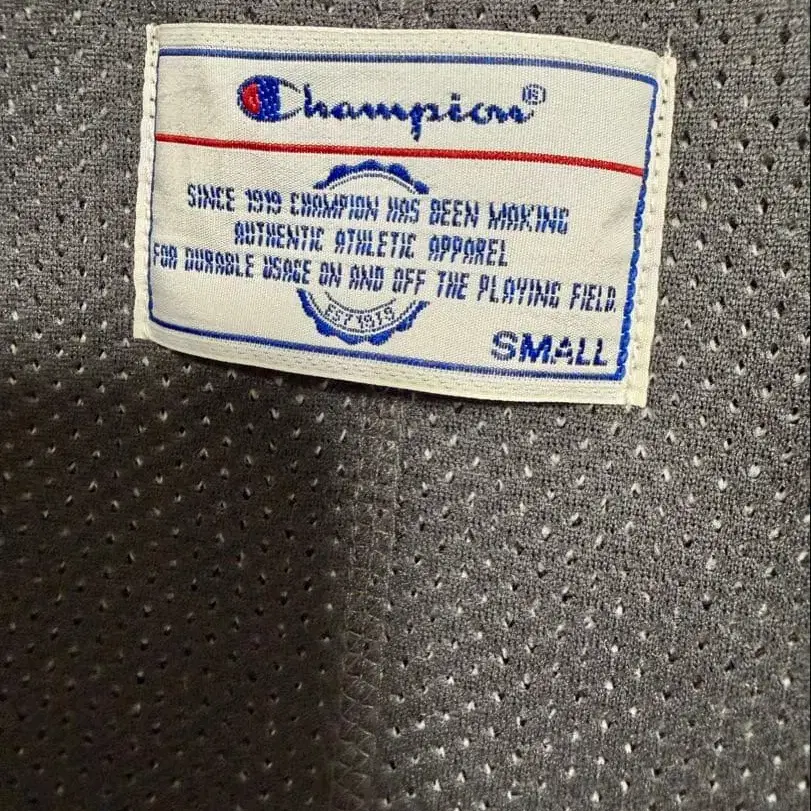 Champion®
SINCE 1919 CHAMPION HAS BEEN MAKING
AUTHENTIC ATHLETIC APPAREL
FOR DURABLE USAGE ON AND OFF THE PLAYING FIELD.
EST 1919
SMALL